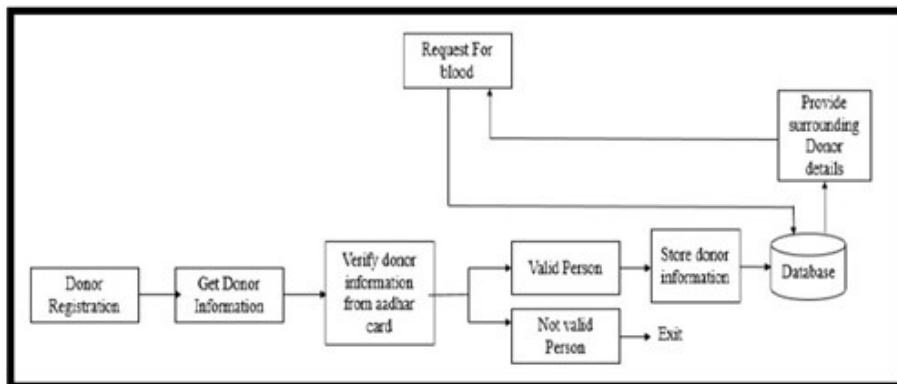 Request For
blood
Provide
surrounding
Donor
details
Donor
Registration
Get Donor
Information
Verify donor
information
from aadhar
card
Valid Person
Store donor
information
Database
Not valid
Person
Exit